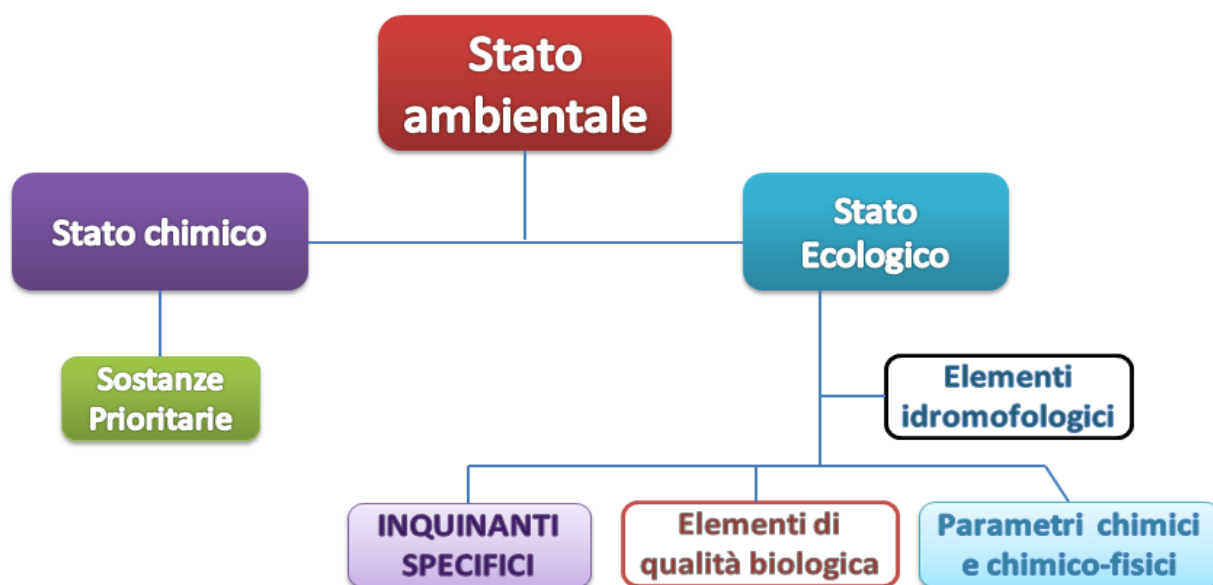 Stato
ambientale
Stato chimico
Stato
Ecologico
Sostanze
Prioritarie
Elementi
idromofologici
INQUINANTI
SPECIFICI
Elementi di
qualità biologica
Parametri chimici
e chimico-fisici